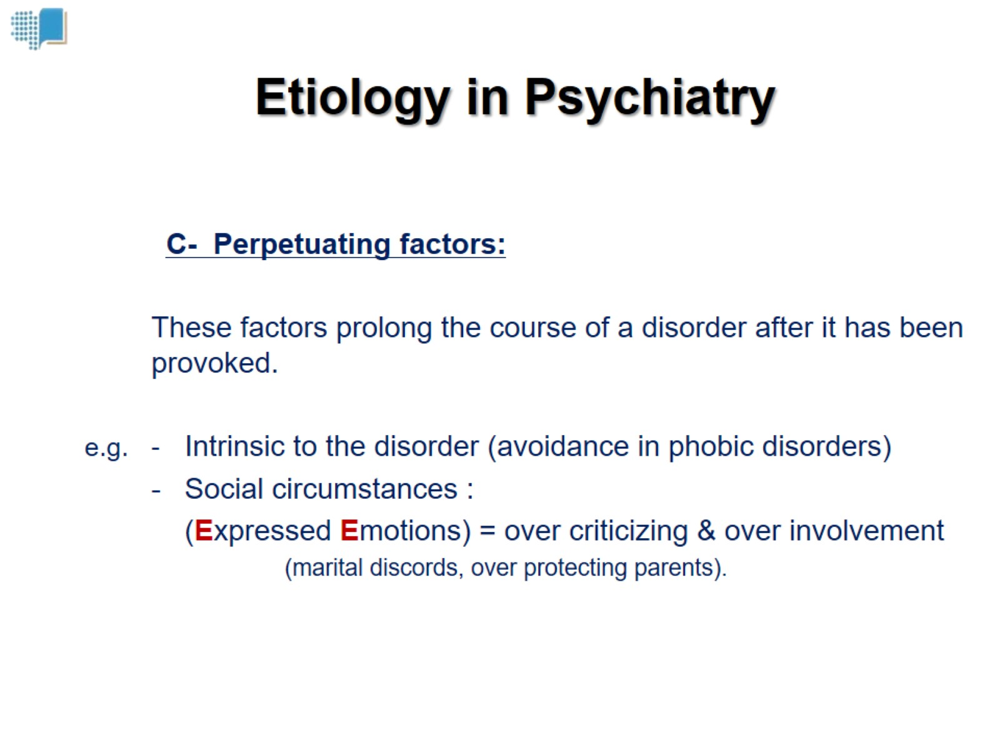 Etiology in Psychiatry
C-  Perpetuating factors:
These factors prolong the course of a disorder after it has been
provoked.
e.g.  -  Intrinsic to the disorder (avoidance in phobic disorders)
-  Social circumstances :
(Expressed Emotions) = over criticizing & over involvement
(marital discords, over protecting parents).